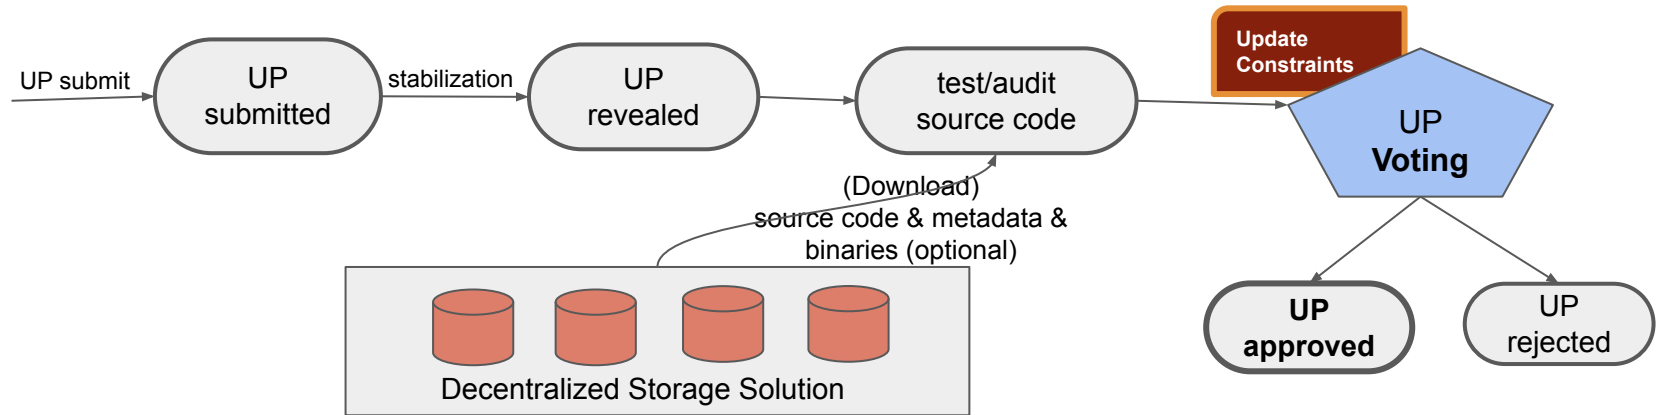 UP submit
UP
submitted
stabilization
UP
revealed
test/audit
source code
Update
Constraints
UP
Voting
(Download)
source code & metadata &
binaries (optional)
Decentralized Storage Solution
UP
approved
UP
rejected